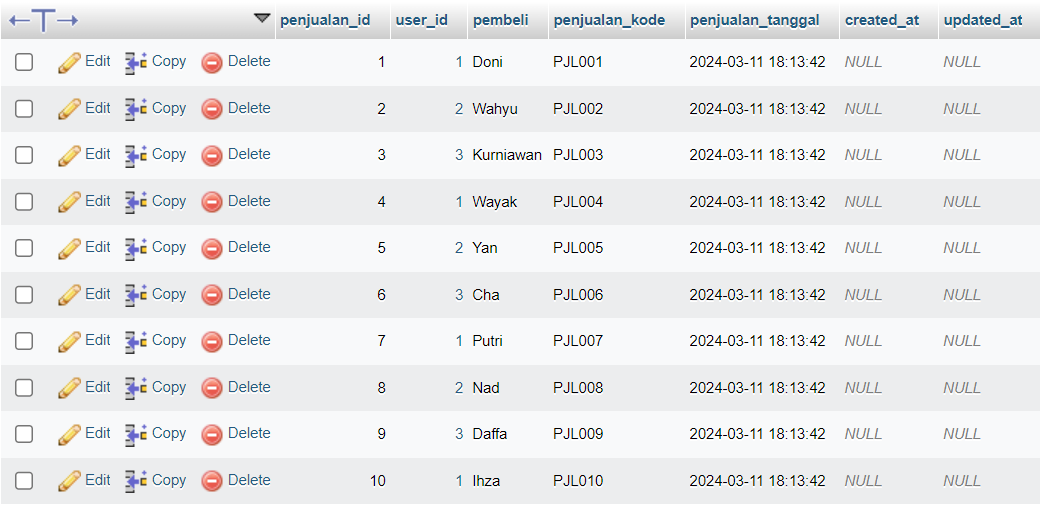 penjualan_id user_id pembeli penjualan_kode penjualan_tanggal created_at updated_at
Edit Copy Delete 1 1 Doni PJL001 2024-03-11 18:13:42 NULL NULL
Edit Copy Delete 2 2 Wahyu PJL002 2024-03-11 18:13:42 NULL NULL
Edit Copy Delete 3 3 Kurniawan PJL003 2024-03-11 18:13:42 NULL NULL
Edit Copy Delete 4 1 Wayak PJL004 2024-03-11 18:13:42 NULL NULL
Edit Copy Delete 5 2 Yan PJL005 2024-03-11 18:13:42 NULL NULL
Edit Copy Delete 6 3 Cha PJL006 2024-03-11 18:13:42 NULL NULL
Edit Copy Delete 7 1 Putri PJL007 2024-03-11 18:13:42 NULL NULL
Edit Copy Delete 8 2 Nad PJL008 2024-03-11 18:13:42 NULL NULL
Edit Copy Delete 9 3 Daffa PJL009 2024-03-11 18:13:42 NULL NULL
Edit Copy Delete 10 1 Ihza PJL010 2024-03-11 18:13:42 NULL NULL